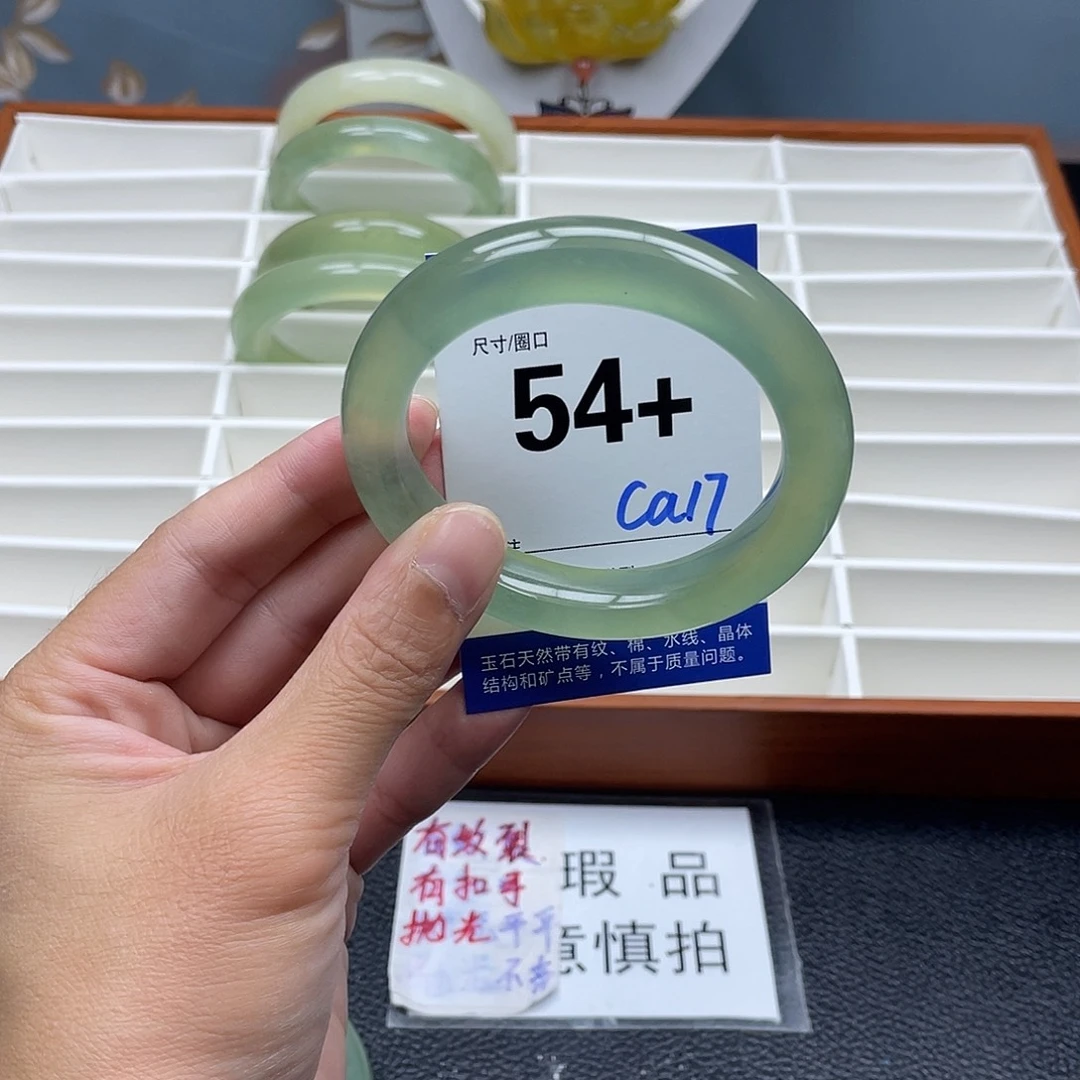 尺寸/圈口
54+
Ca17
玉石天然带有纹、棉、水线、晶体
结构和矿点等，不属于质量问题。
有纹裂
有扣手
抛光
瑕 品
慎拍